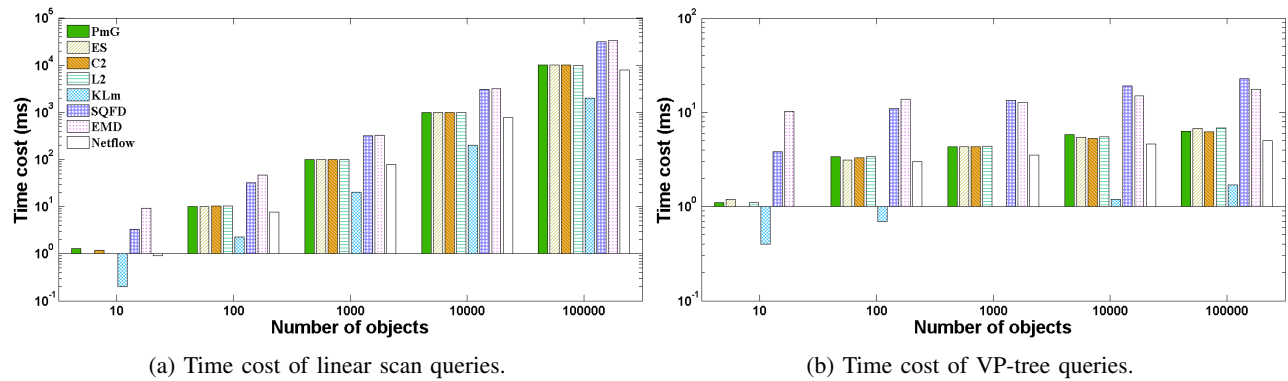 10^5
10^4
10^3
10^2
10^1
10^0
10^-1
Time cost (ms)
PmG
ES
C2
L2
KLm
SQFD
EMD
Netflow
10 100 1000 10000 100000
Number of objects
(a) Time cost of linear scan queries.
10^2
10^1
10^0
10^-1
Time cost (ms)
10 100 1000 10000 100000
Number of objects
(b) Time cost of VP-tree queries.